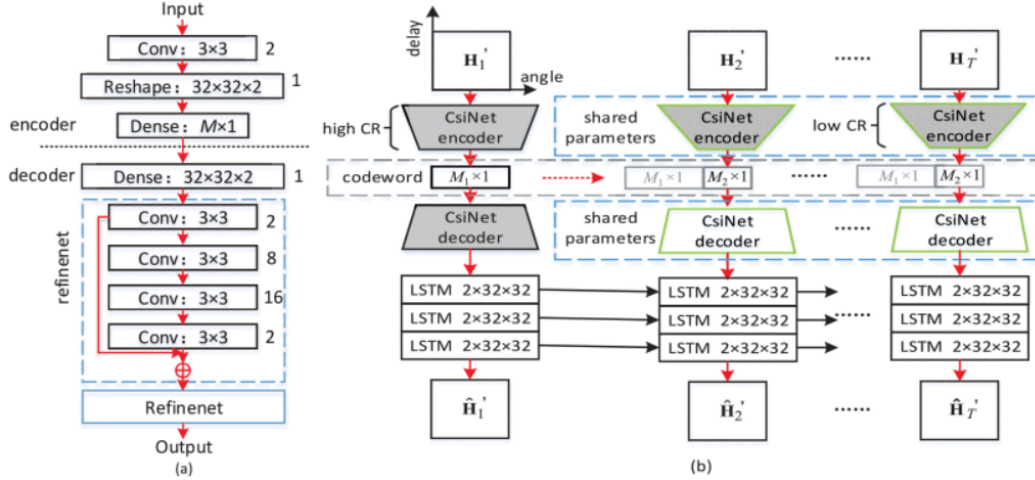 Input
Conv：3×3 2
Reshape：32×32×2 1
encoder
Dense：M×1
decoder
Dense：32×32×2 1
refinenet
Conv：3×3 2
Conv：3×3 8
Conv：3×3 16
Conv：3×3 2
Refinenet
Output
(a)
delay
H₁'
angle
H₂'
......
H_T'
high CR
CsiNet
encoder
shared
parameters
CsiNet
encoder
low CR
CsiNet
encoder
codeword
M₁×1
M₁×1
M₂×1
......
M₁×1
M₂×1
CsiNet
decoder
shared
parameters
CsiNet
decoder
......
CsiNet
decoder
LSTM 2×32×32
LSTM 2×32×32
LSTM 2×32×32
LSTM 2×32×32
LSTM 2×32×32
LSTM 2×32×32
......
LSTM 2×32×32
LSTM 2×32×32
LSTM 2×32×32
Ĥ₁'
Ĥ₂'
......
Ĥ_T'
(b)